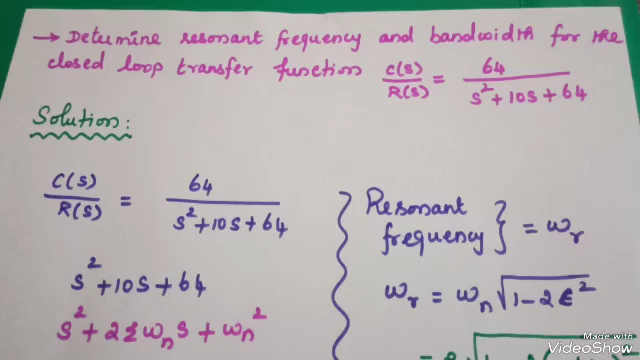 → Determine resonant frequency and bandwidth for the
closed loop transfer function C(s)/R(s) = 64/(s²+10s+64)
Solution:
C(s)/R(s) = 64/(s²+10s+64)
s²+10s+64
s²+2ξωₙs+ωₙ²
Resonant
frequency } = ωᵣ
ωᵣ = ωₙ√(1-2ξ²)
Made with
VideoShow